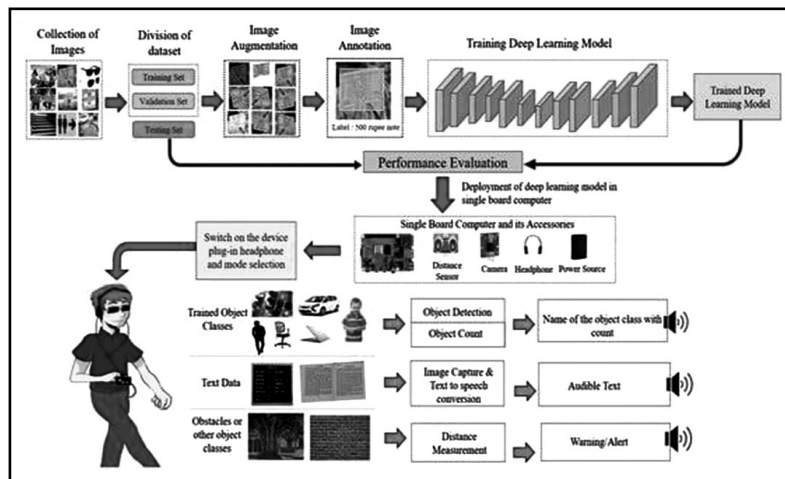 Collection of
Images
Division of
dataset
Image
Augmentation
Image
Annotation
Training Deep Learning Model
Training Set
Validation Set
Testing Set
Label : 500 rupee note
Trained Deep
Learning Model
Performance Evaluation
Deployment of deep learning model in
single board computer
Single Board Computer and its Accessories
Distance
Sensor
Camera
Headphone
Power Source
Switch on the device
plug-in headphone
and mode selection
Trained Object
Classes
Object Detection
Object Count
Name of the object class with
count
Text Data
Image Capture &
Text to speech
conversion
Audible Text
Obstacles or
other object
classes
Distance
Measurement
Warning/Alert